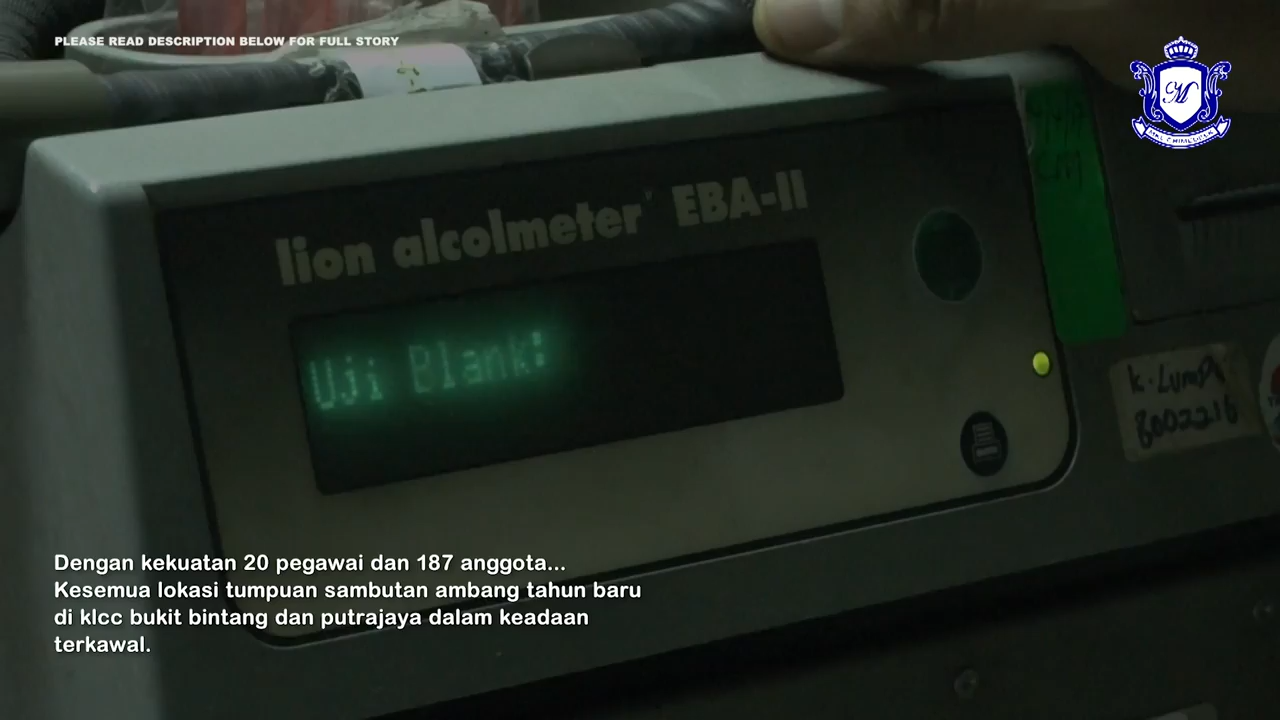 PLEASE READ DESCRIPTION BELOW FOR FULL STORY
M
lion alcolmeter EBA-II
Uji Blank:
8002216
Dengan kekuatan 20 pegawai dan 187 anggota...
Kesemua lokasi tumpuan sambutan ambang tahun baru
di klcc bukit bintang dan putrajaya dalam keadaan
terkawal.